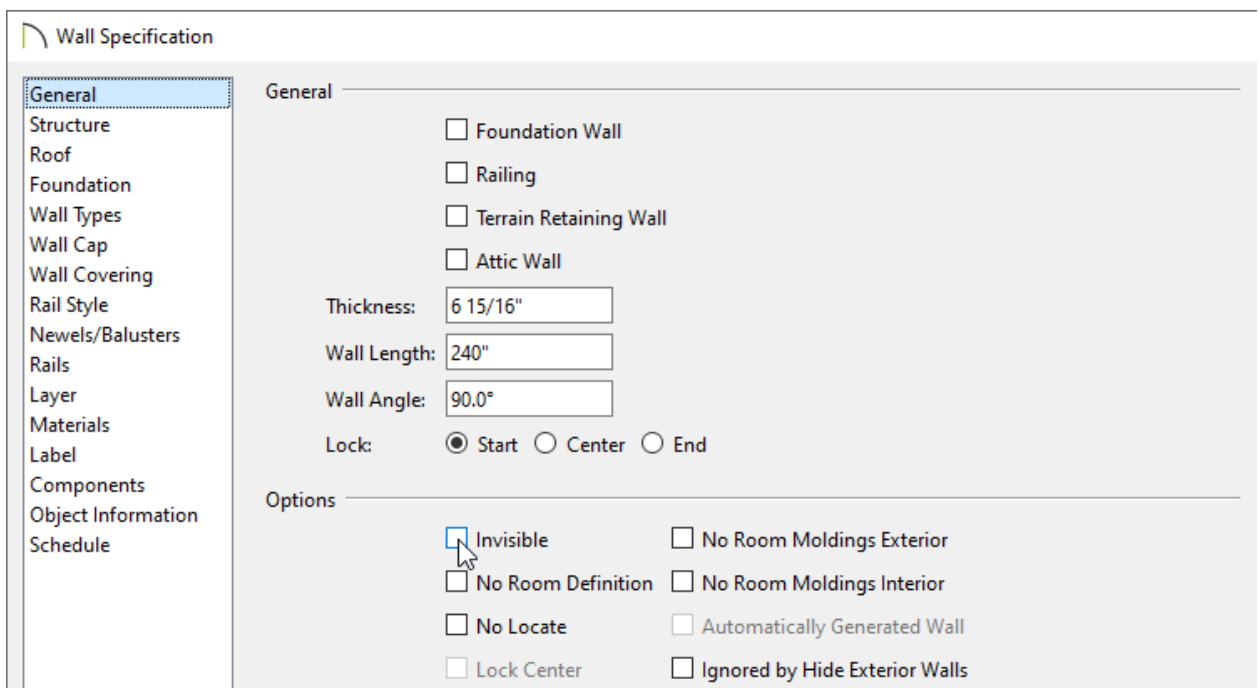 Wall Specification
General
Structure
Roof
Foundation
Wall Types
Wall Cap
Wall Covering
Rail Style
Newels/Balusters
Rails
Layer
Materials
Label
Components
Object Information
Schedule
General
Foundation Wall
Railing
Terrain Retaining Wall
Attic Wall
Thickness: 6 15/16"
Wall Length: 240"
Wall Angle: 90.0°
Lock: Start Center End
Options
Invisible No Room Moldings Exterior
No Room Definition No Room Moldings Interior
No Locate Automatically Generated Wall
Lock Center Ignored by Hide Exterior Walls